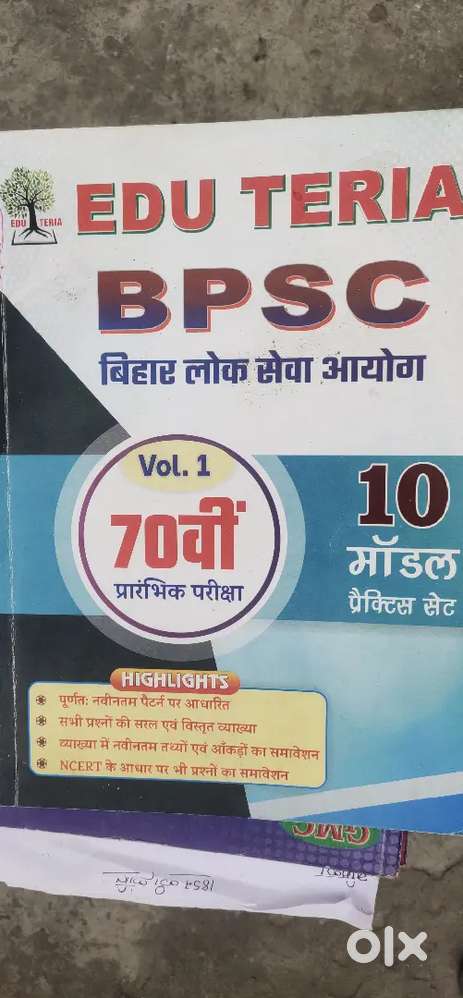 EDU TERIA
EDU TERIA
BPSC
बिहार लोक सेवा आयोग
Vol. 1
70वीं
प्रारंभिक परीक्षा
10
मॉडल
प्रैक्टिस सेट
HIGHLIGHTS
पूर्णत: नवीनतम पैटर्न पर आधारित
सभी प्रश्नों की सरल एवं विस्तृत व्याख्या
व्याख्या में नवीनतम तथ्यों एवं आँकड़ों का समावेशन
NCERT के आधार पर भी प्रश्नों का समावेशन
GMC
olx